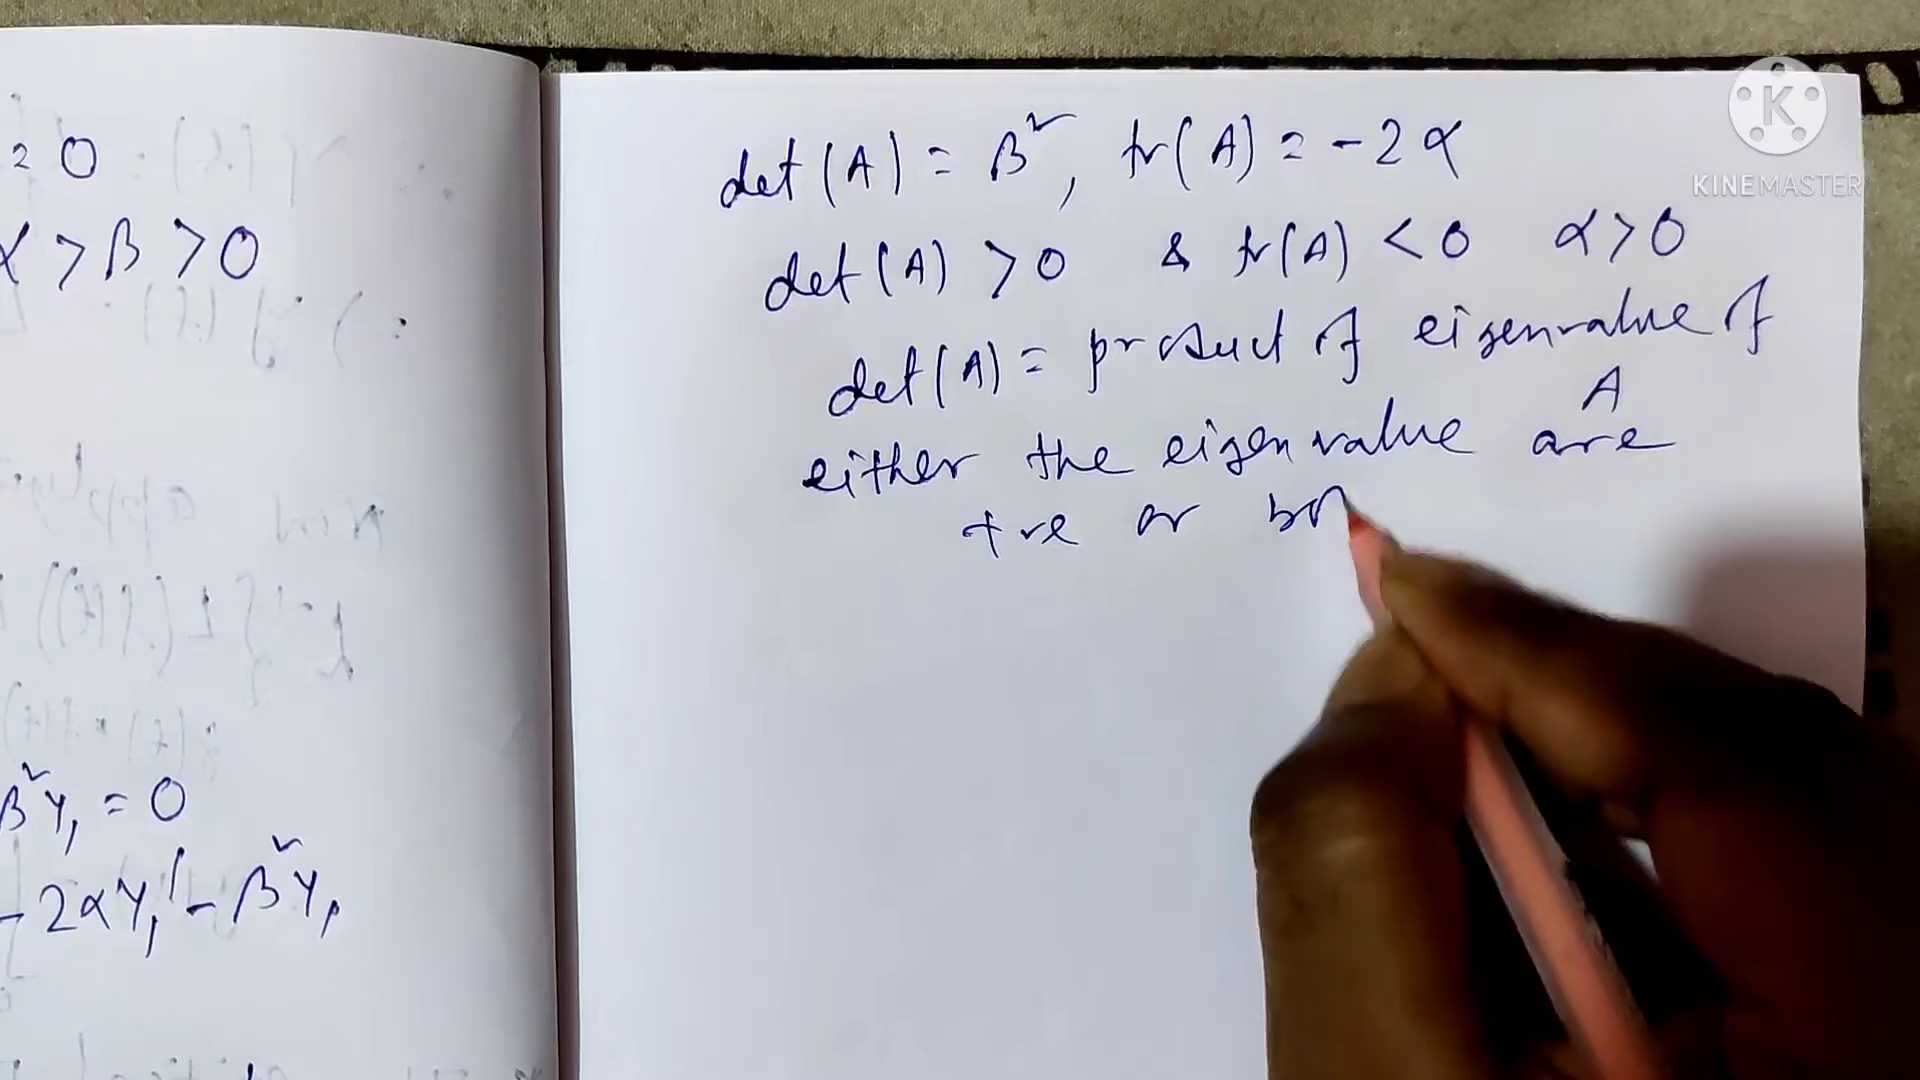 = 0
α > β > 0
β²y₁ = 0
- 2αy₁' - β²y₁
det(A) = β², tr(A) = -2α
det(A) > 0 & tr(A) < 0 α > 0
det(A) = product of eigenvalue of
A
either the eigenvalue are
+ve or bo
K
KINEMASTER